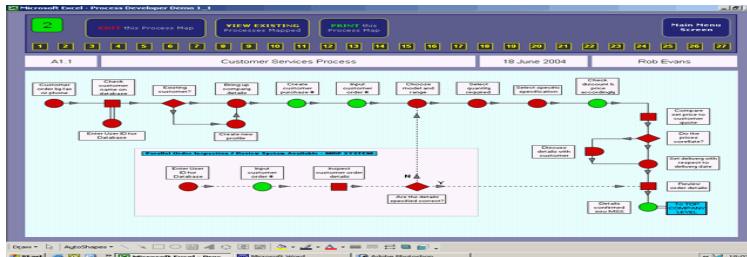 Microsoft Excel - Process Developer Demo 1_1
2
EDIT this Process Map
VIEW EXISTING
Processes Mapped
PRINT this
Process Map
Main Menu
Screen
1 2 3 4 5 6 7 8 9 10 11 12 13 14 15 16 17 18 19 20 21 22 23 24 25 26 27
A1.1
Customer Services Process
18 June 2004
Rob Evans
Customer
order by fax
or phone
Check
customer
name on
database
Existing
customer?
Bring up
company
details
Create
customer
purchase #
Input
customer
order #
Choose
model and
range
Select
quantity
required
Select specific
specification
Check
discount &
price
accordingly
Enter User ID for
Database
Create new
profile
Compare
set price to
customer
quote
Do the
prices
correlate?
Discuss
details with
customer
Set delivery with
respect to
delivery date
Review
order details
Details
confirmed
into MSS
To TOP
COMPANY
LEVEL
Enter User
ID for
Database
Input
customer
order #
Inspect
customer order
details
N
Y
Are the details
specified correct?
Draw
AutoShapes
Start
Microsoft Excel - Proc...
Microsoft Word
Adobe Photoshop